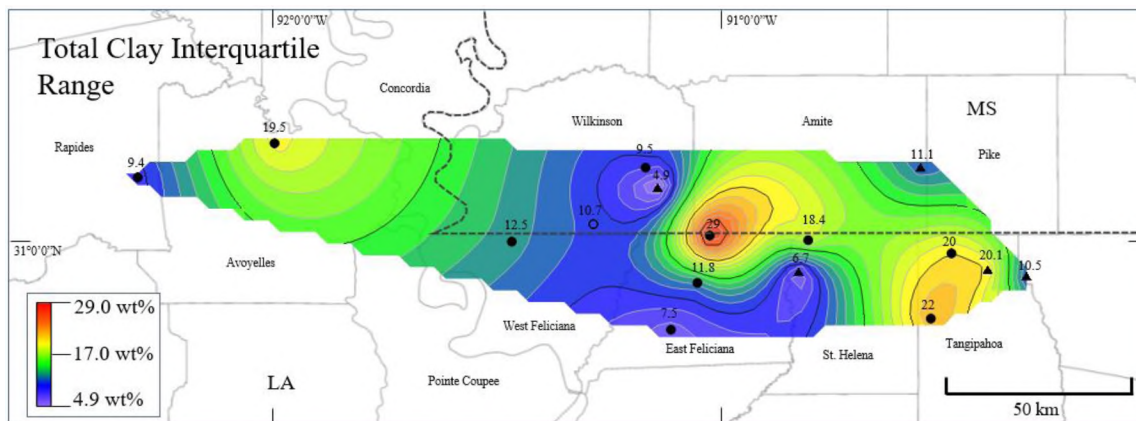 92°0'0"W
91°0'0"W
Total Clay Interquartile
Range
Concordia
MS
Wilkinson
Amite
19.5
Rapides
Pike
9.5
11.1
9.4
4.9
10.7
29
18.4
12.5
20
31°0'0"N
6.7
20.1
10.5
Avoyelles
11.8
29.0 wt%
22
7.5
West Feliciana
17.0 wt%
East Feliciana
St. Helena
Tangipahoa
LA
Pointe Coupee
4.9 wt%
50 km